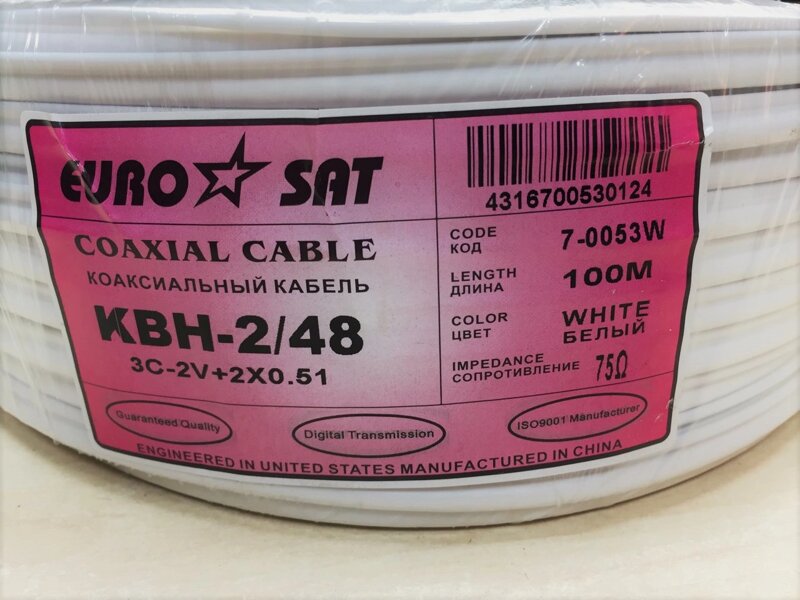 EURO SAT
4316700530124
COAXIAL CABLE
КОАКСИАЛЬНЫЙ КАБЕЛЬ
KBH-2/48
3C-2V+2X0.51
CODE 7-0053W
КОД
LENGTH 100M
ДЛИНА
COLOR WHITE
ЦВЕТ БЕЛЫЙ
IMPEDANCE 75Ω
СОПРОТИВЛЕНИЕ
Guaranteed Quality
Digital Transmission
ISO9001 Manufacturer
ENGINEERED IN UNITED STATES MANUFACTURED IN CHINA